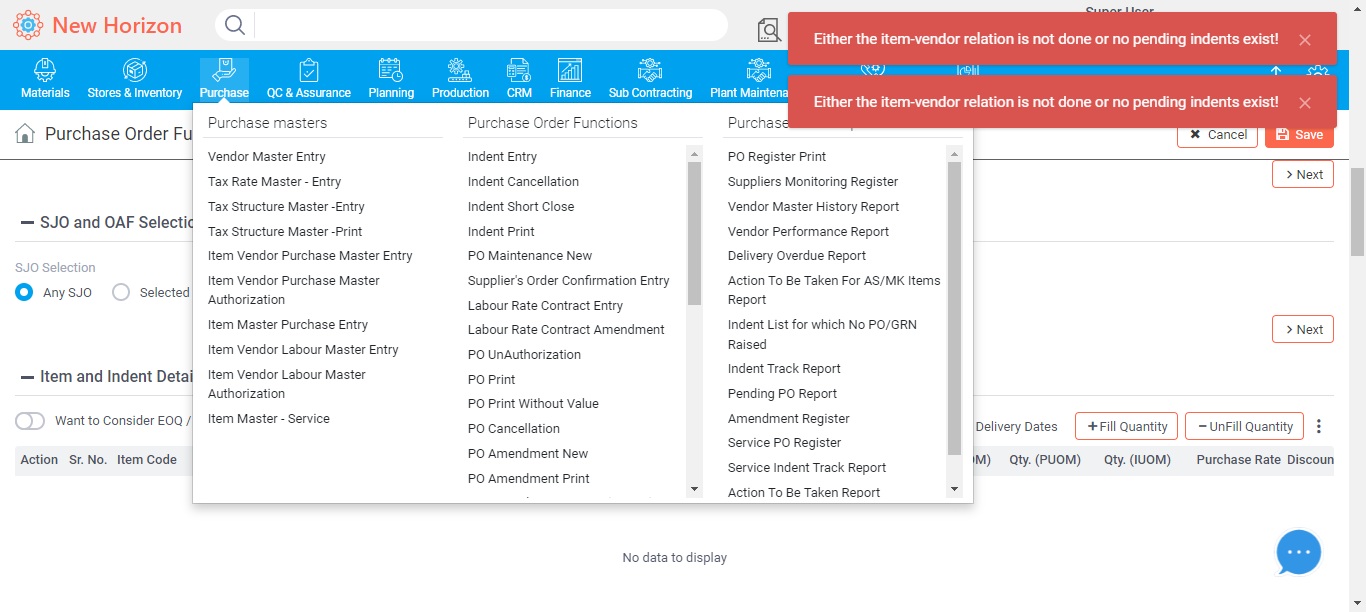 New Horizon
Super User
Either the item-vendor relation is not done or no pending indents exist!
Either the item-vendor relation is not done or no pending indents exist!
Materials
Stores & Inventory
Purchase
QC & Assurance
Planning
Production
CRM
Finance
Sub Contracting
Plant Maintena
Purchase Order Fu
Cancel
Save
Next
SJO and OAF Selectio
SJO Selection
Any SJO
Selected
Next
Item and Indent Detai
Want to Consider EOQ /
Delivery Dates
Fill Quantity
UnFill Quantity
Action
Sr. No.
Item Code
OM)
Qty. (PUOM)
Qty. (IUOM)
Purchase Rate
Discoun
No data to display
Purchase masters
Vendor Master Entry
Tax Rate Master - Entry
Tax Structure Master -Entry
Tax Structure Master -Print
Item Vendor Purchase Master Entry
Item Vendor Purchase Master
Authorization
Item Master Purchase Entry
Item Vendor Labour Master Entry
Item Vendor Labour Master
Authorization
Item Master - Service
Purchase Order Functions
Indent Entry
Indent Cancellation
Indent Short Close
Indent Print
PO Maintenance New
Supplier's Order Confirmation Entry
Labour Rate Contract Entry
Labour Rate Contract Amendment
PO UnAuthorization
PO Print
PO Print Without Value
PO Cancellation
PO Amendment New
PO Amendment Print
Purchase
PO Register Print
Suppliers Monitoring Register
Vendor Master History Report
Vendor Performance Report
Delivery Overdue Report
Action To Be Taken For AS/MK Items
Report
Indent List for which No PO/GRN
Raised
Indent Track Report
Pending PO Report
Amendment Register
Service PO Register
Service Indent Track Report
Action To Be Taken Report